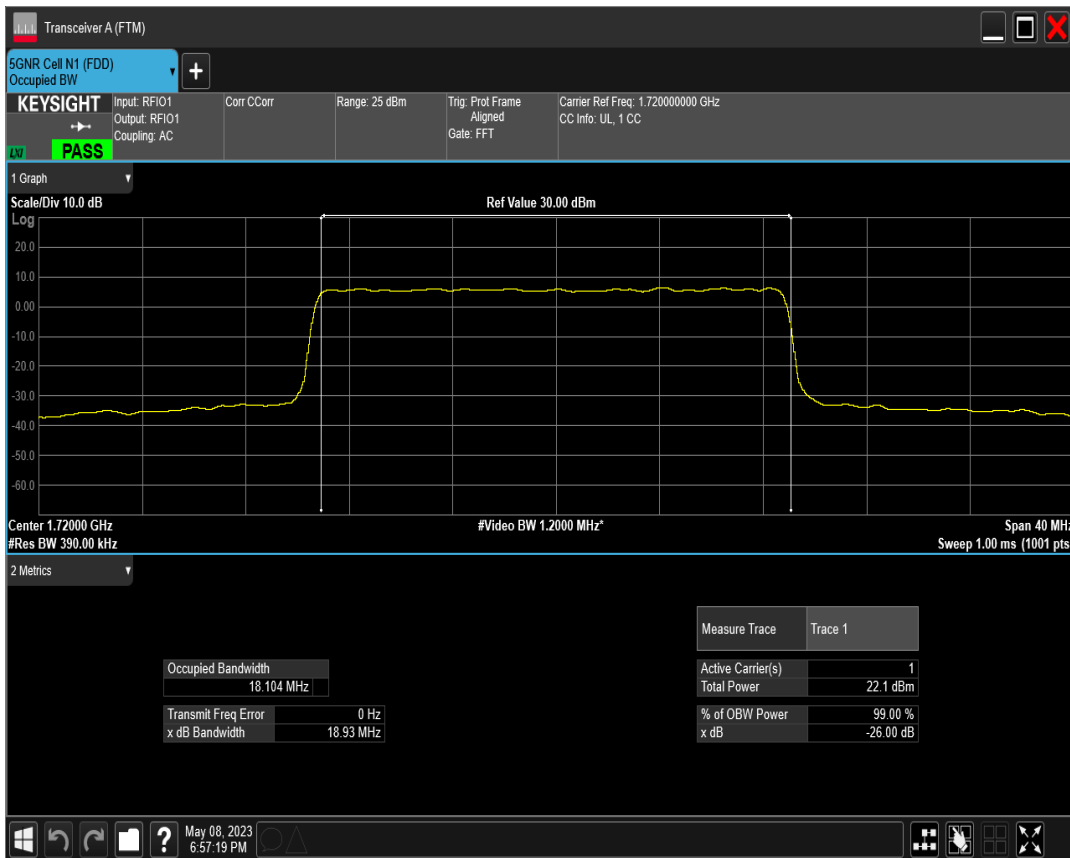 Transceiver A (FTM)
5GNR Cell N1 (FDD)
Occupied BW
+
KEYSIGHT
LXI
PASS
Input: RFIO1
Output: RFIO1
Coupling: AC
Corr CCorr
Range: 25 dBm
Trig: Prot Frame
Aligned
Gate: FFT
Carrier Ref Freq: 1.720000000 GHz
CC Info: UL, 1 CC
1 Graph
Scale/Div 10.0 dB
Ref Value 30.00 dBm
Log
20.0
10.0
0.00
-10.0
-20.0
-30.0
-40.0
-50.0
-60.0
Center 1.72000 GHz
#Video BW 1.2000 MHz*
Span 40 MHz
#Res BW 390.00 kHz
Sweep 1.00 ms (1001 pts
2 Metrics
Measure Trace Trace 1
Occupied Bandwidth
18.104 MHz
Active Carrier(s) 1
Total Power 22.1 dBm
Transmit Freq Error 0 Hz
x dB Bandwidth 18.93 MHz
% of OBW Power 99.00 %
x dB -26.00 dB
?
May 08, 2023
6:57:19 PM